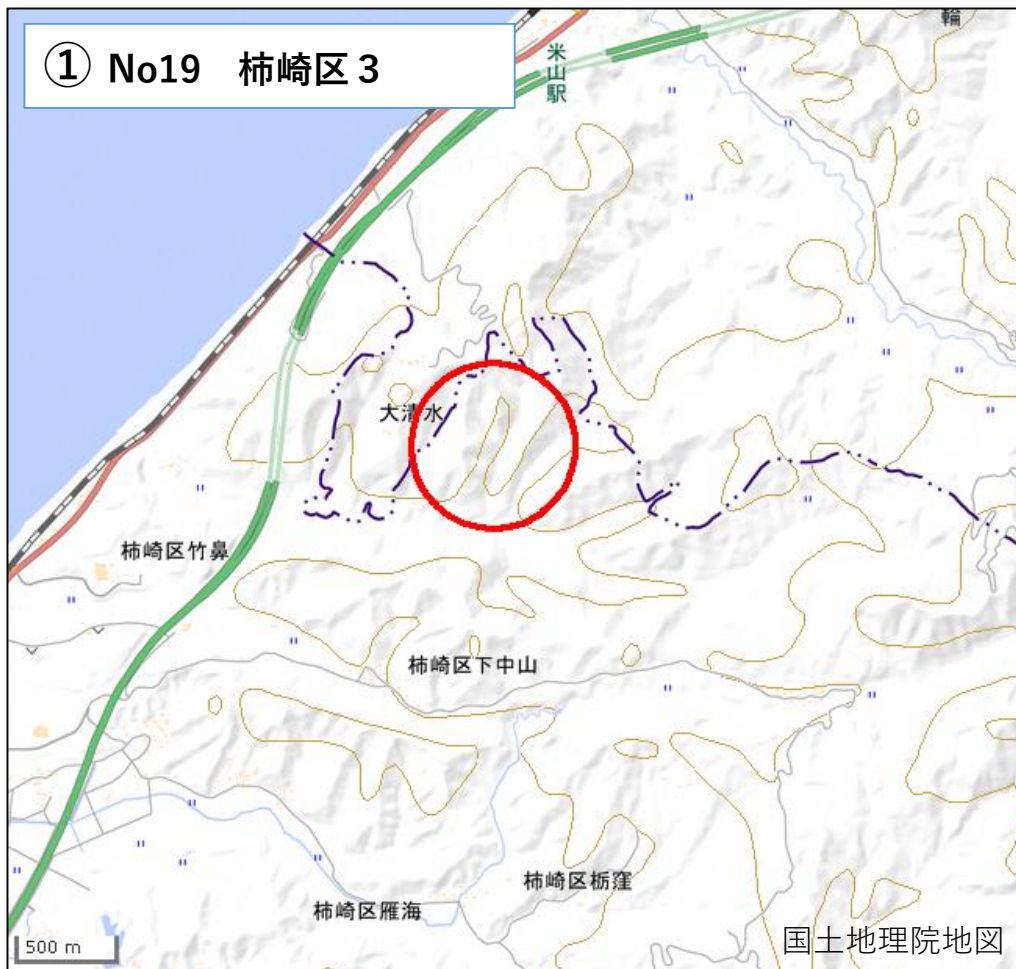 ① No19 柿崎区３
輪
米山駅
大清水
柿崎区竹鼻
柿崎区下中山
柿崎区栃窪
柿崎区雁海
500 m
国土地理院地図